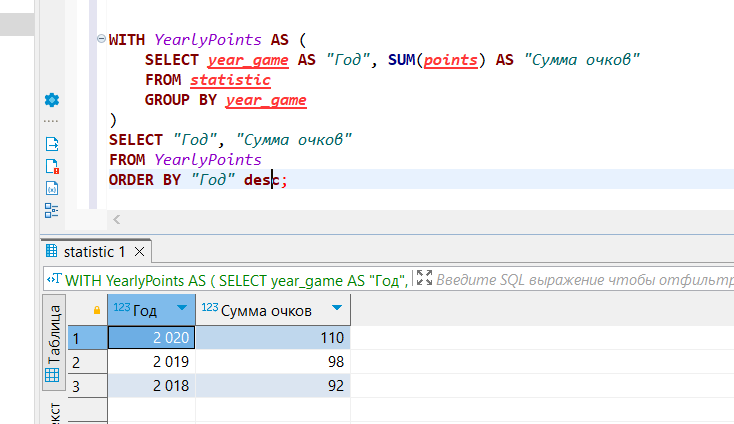 WITH YearlyPoints AS (
SELECT year_game AS "Год", SUM(points) AS "Сумма очков"
FROM statistic
GROUP BY year_game
)
SELECT "Год", "Сумма очков"
FROM YearlyPoints
ORDER BY "Год" desc;
statistic 1
WITH YearlyPoints AS ( SELECT year_game AS "Год", Введите SQL выражение чтобы отфильтр
Таблица
123 Год 123 Сумма очков
1 2 020 110
2 2 019 98
3 2 018 92